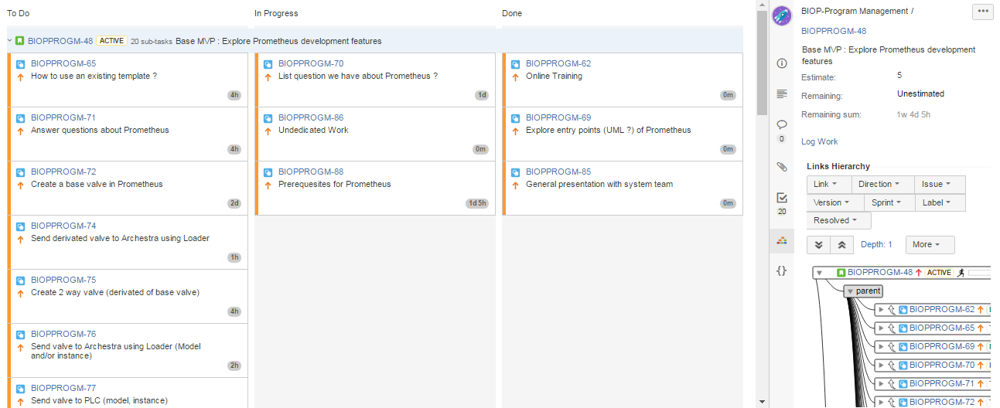 To Do
In Progress
Done
BIOPPROGM-48 ACTIVE 20 sub-tasks Base MVP : Explore Prometheus development features
BIOPPROGM-65
How to use an existing template ?
4h
BIOPPROGM-71
Answer questions about Prometheus
4h
BIOPPROGM-72
Create a base valve in Prometheus
2d
BIOPPROGM-74
Send derivated valve to Archestra using Loader
1h
BIOPPROGM-75
Create 2 way valve (derivated of base valve)
4h
BIOPPROGM-76
Send valve to Archestra using Loader (Model
and/or instance)
2h
BIOPPROGM-77
Send valve to PLC (model, instance)
BIOPPROGM-70
List question we have about Prometheus ?
1d
BIOPPROGM-86
Undedicated Work
0m
BIOPPROGM-88
Prerequesites for Prometheus
1d 5h
BIOPPROGM-62
Online Training
0m
BIOPPROGM-69
Explore entry points (UML ?) of Prometheus
0m
BIOPPROGM-85
General presentation with system team
0m
0
20
{}
BIOP-Program Management /
BIOPPROGM-48
Base MVP : Explore Prometheus development
features
Estimate: 5
Remaining: Unestimated
Remaining sum: 1w 4d 5h
Log Work
Links Hierarchy
Link Direction Issue
Version Sprint Label
Resolved
Depth: 1 More
BIOPPROGM-48 ACTIVE
parent
BIOPPROGM-62
BIOPPROGM-65
BIOPPROGM-69
BIOPPROGM-70
BIOPPROGM-71
BIOPPROGM-72